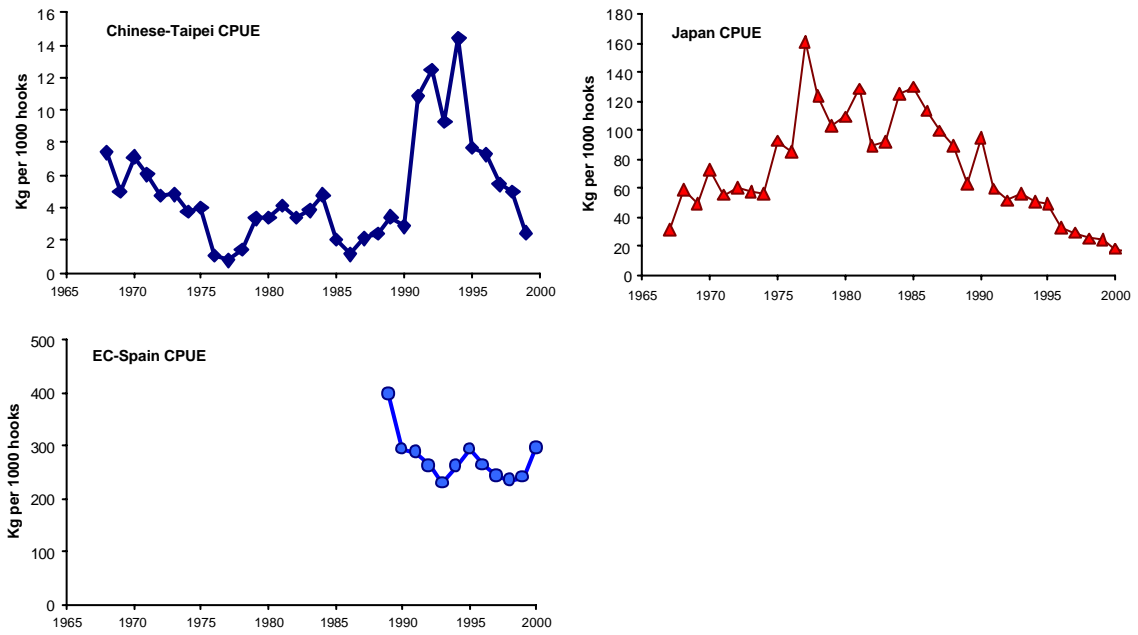 Chinese-Taipei CPUE
Kg per 1000 hooks
16
14
12
10
8
6
4
2
0
1965 1970 1975 1980 1985 1990 1995 2000
Japan CPUE
Kg per 1000 hooks
180
160
140
120
100
80
60
40
20
0
1965 1970 1975 1980 1985 1990 1995 2000
EC-Spain CPUE
Kg per 1000 hooks
500
400
300
200
100
0
1965 1970 1975 1980 1985 1990 1995 2000